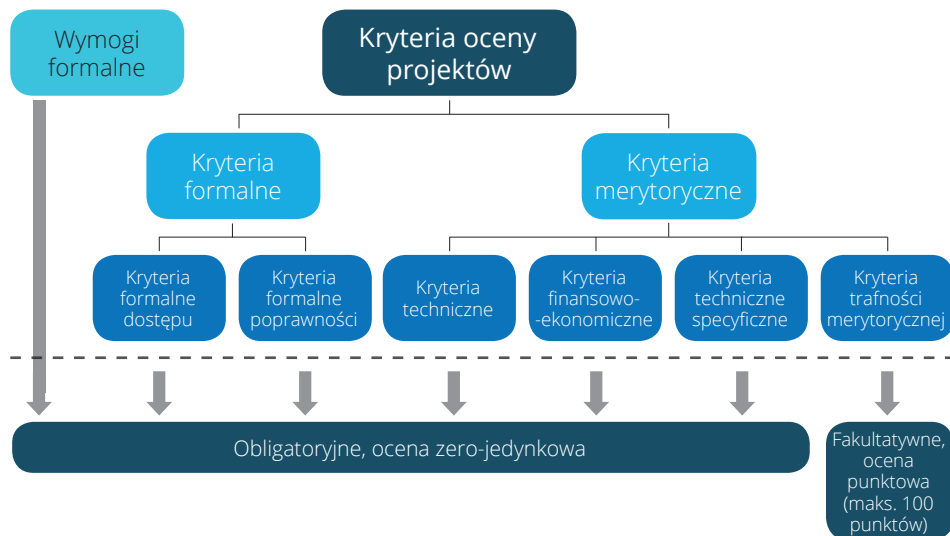 Wymogi
formalne
Kryteria oceny
projektów
Kryteria
formalne
Kryteria
merytoryczne
Kryteria
formalne
dostępu
Kryteria
formalne
poprawności
Kryteria
techniczne
Kryteria
finansowo-
-ekonomiczne
Kryteria
techniczne
specyficzne
Kryteria
trafności
merytorycznej
Obligatoryjne, ocena zero-jedynkowa
Fakultatywne,
ocena
punktowa
(maks. 100
punktów)